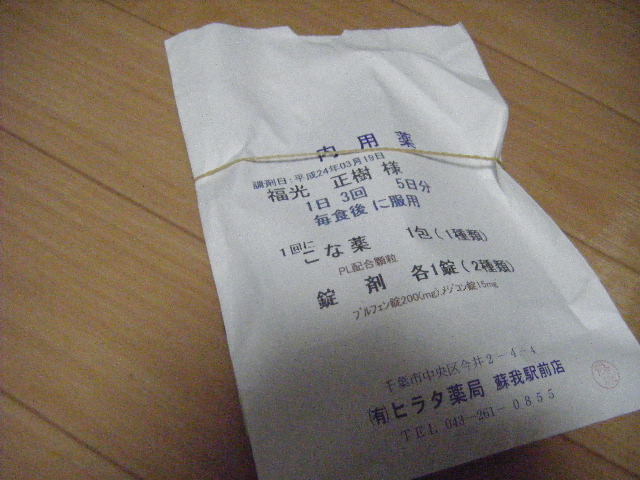 内用薬
調剤日:平成24年03月19日
福光 正樹 様
1日 3回 5日分
毎食後に服用
1回に こな薬 1包(1種類)
PL配合顆粒
錠剤 各1錠(2種類)
ブルフェン錠200(mg),メジコン錠15mg
千葉市中央区今井2-4-4
(有)ヒラタ薬局 蘇我駅前店
TEL 043-261-0855